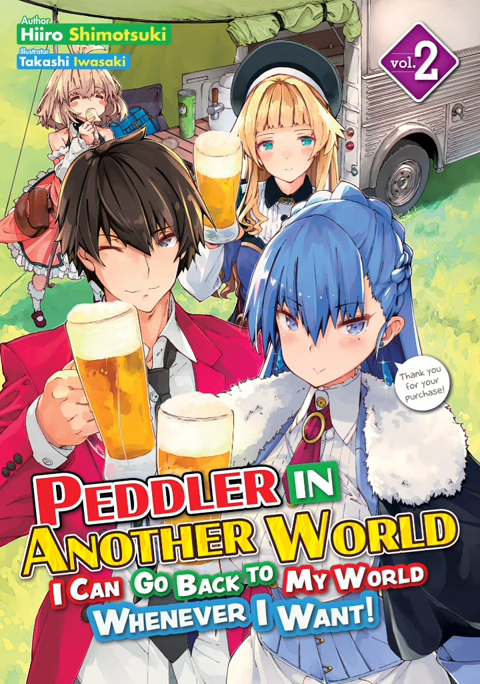 Author
Hiiro Shimotsuki
Illustrator
Takashi Iwasaki
vol. 2
Thank you
for your
purchase!
PEDDLER IN
ANOTHER WORLD
I CAN GO BACK TO MY WORLD
WHENEVER I WANT!